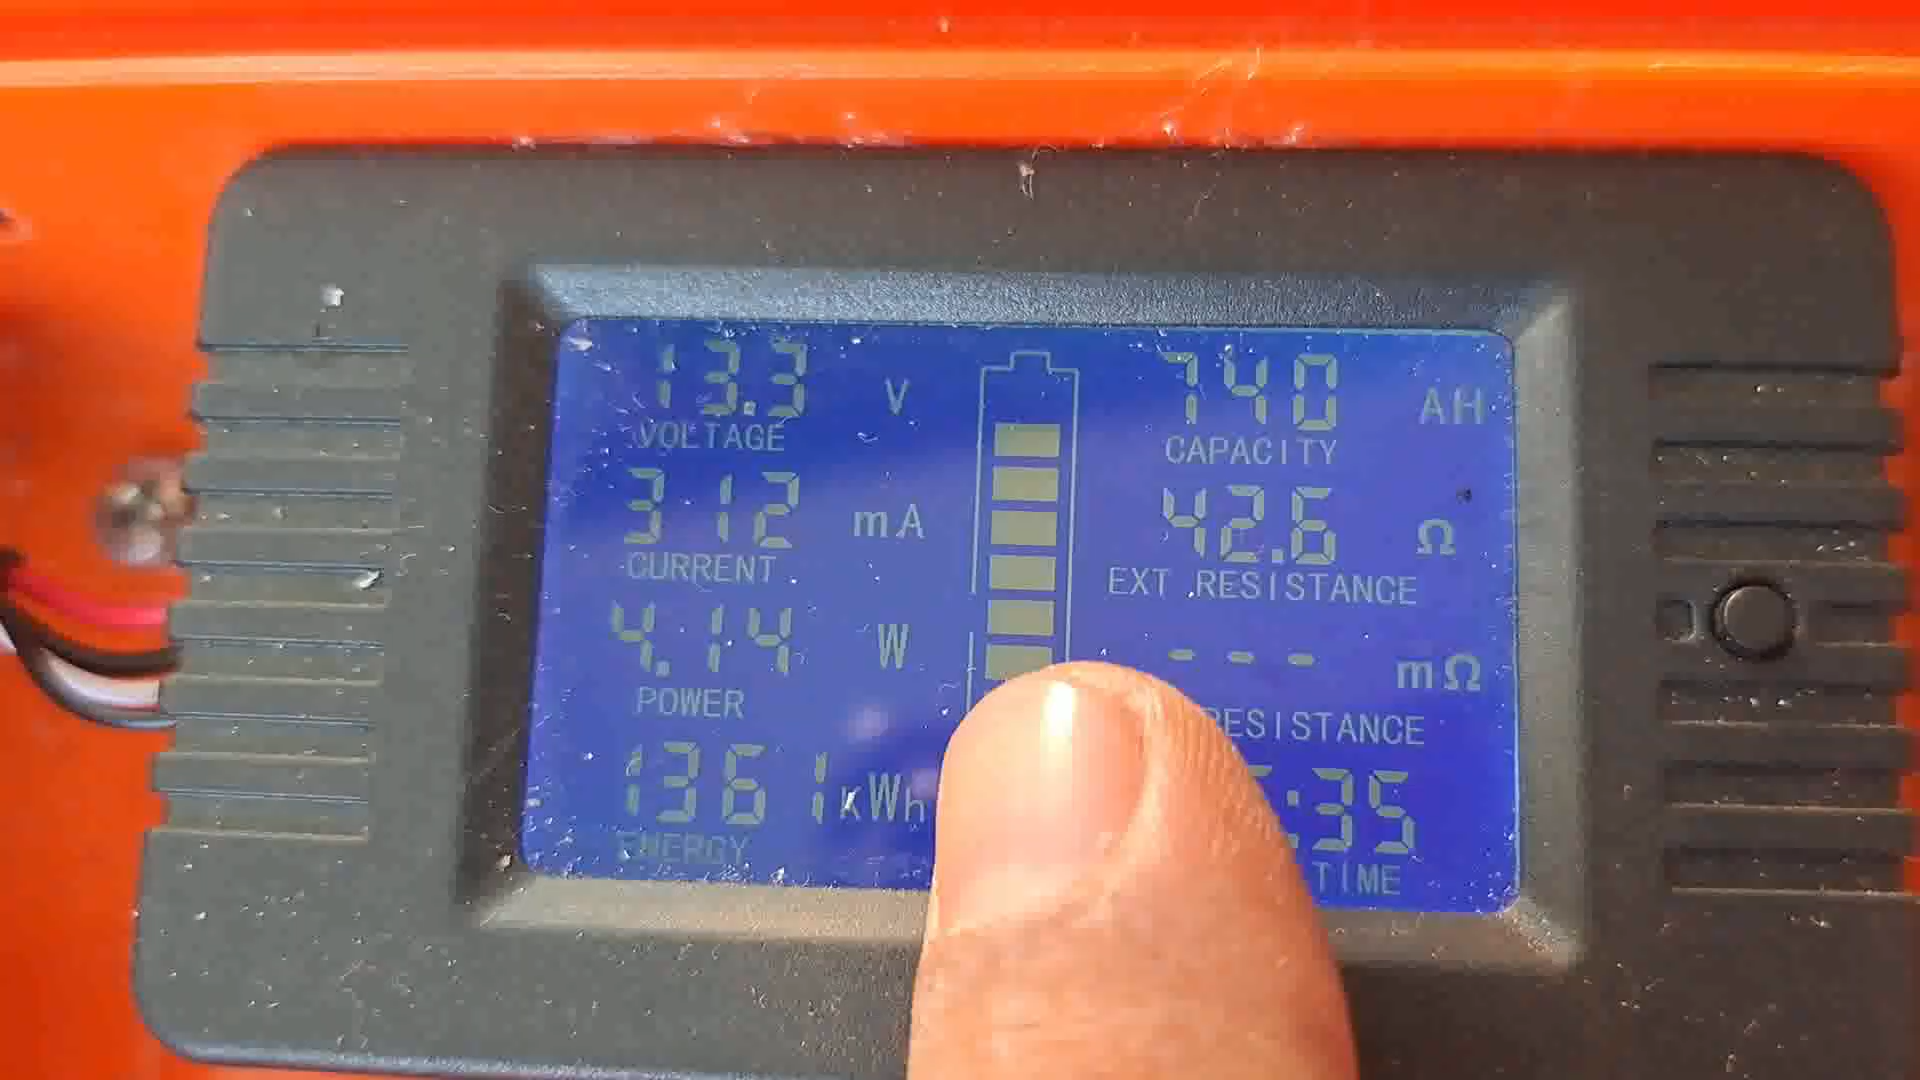 13.3 V
VOLTAGE
312 mA
CURRENT
4.14 W
POWER
1361 kWh
ENERGY
740 AH
CAPACITY
42.6 Ω
EXT.RESISTANCE
--- mΩ
RESISTANCE
:35
TIME